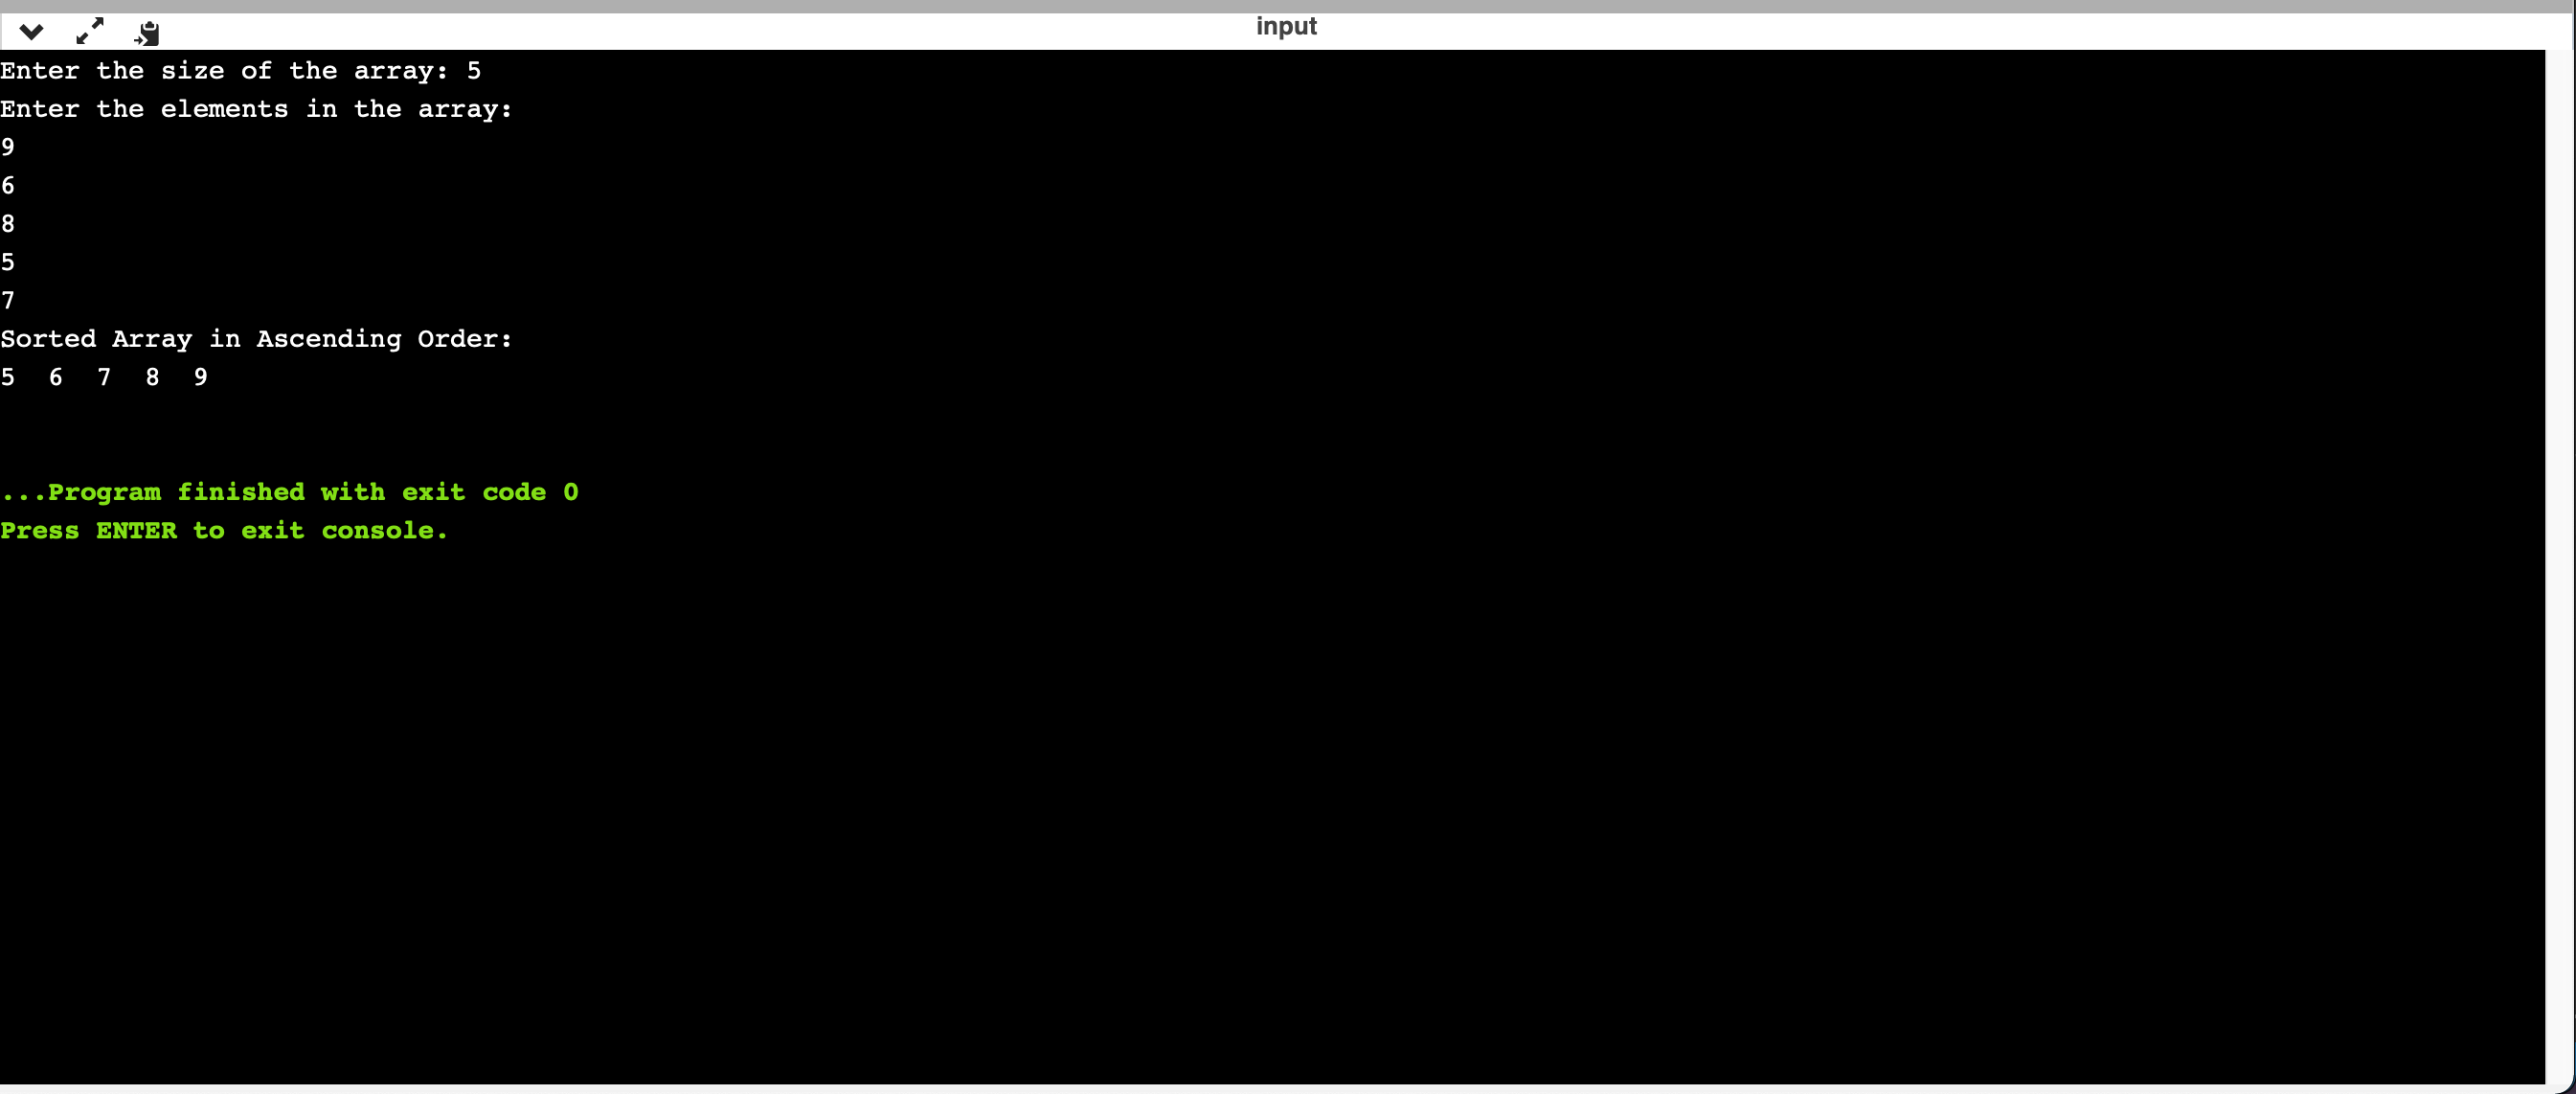 input
Enter the size of the array: 5
Enter the elements in the array:
9
6
8
5
7
Sorted Array in Ascending Order:
5  6  7  8  9
...Program finished with exit code 0
Press ENTER to exit console.